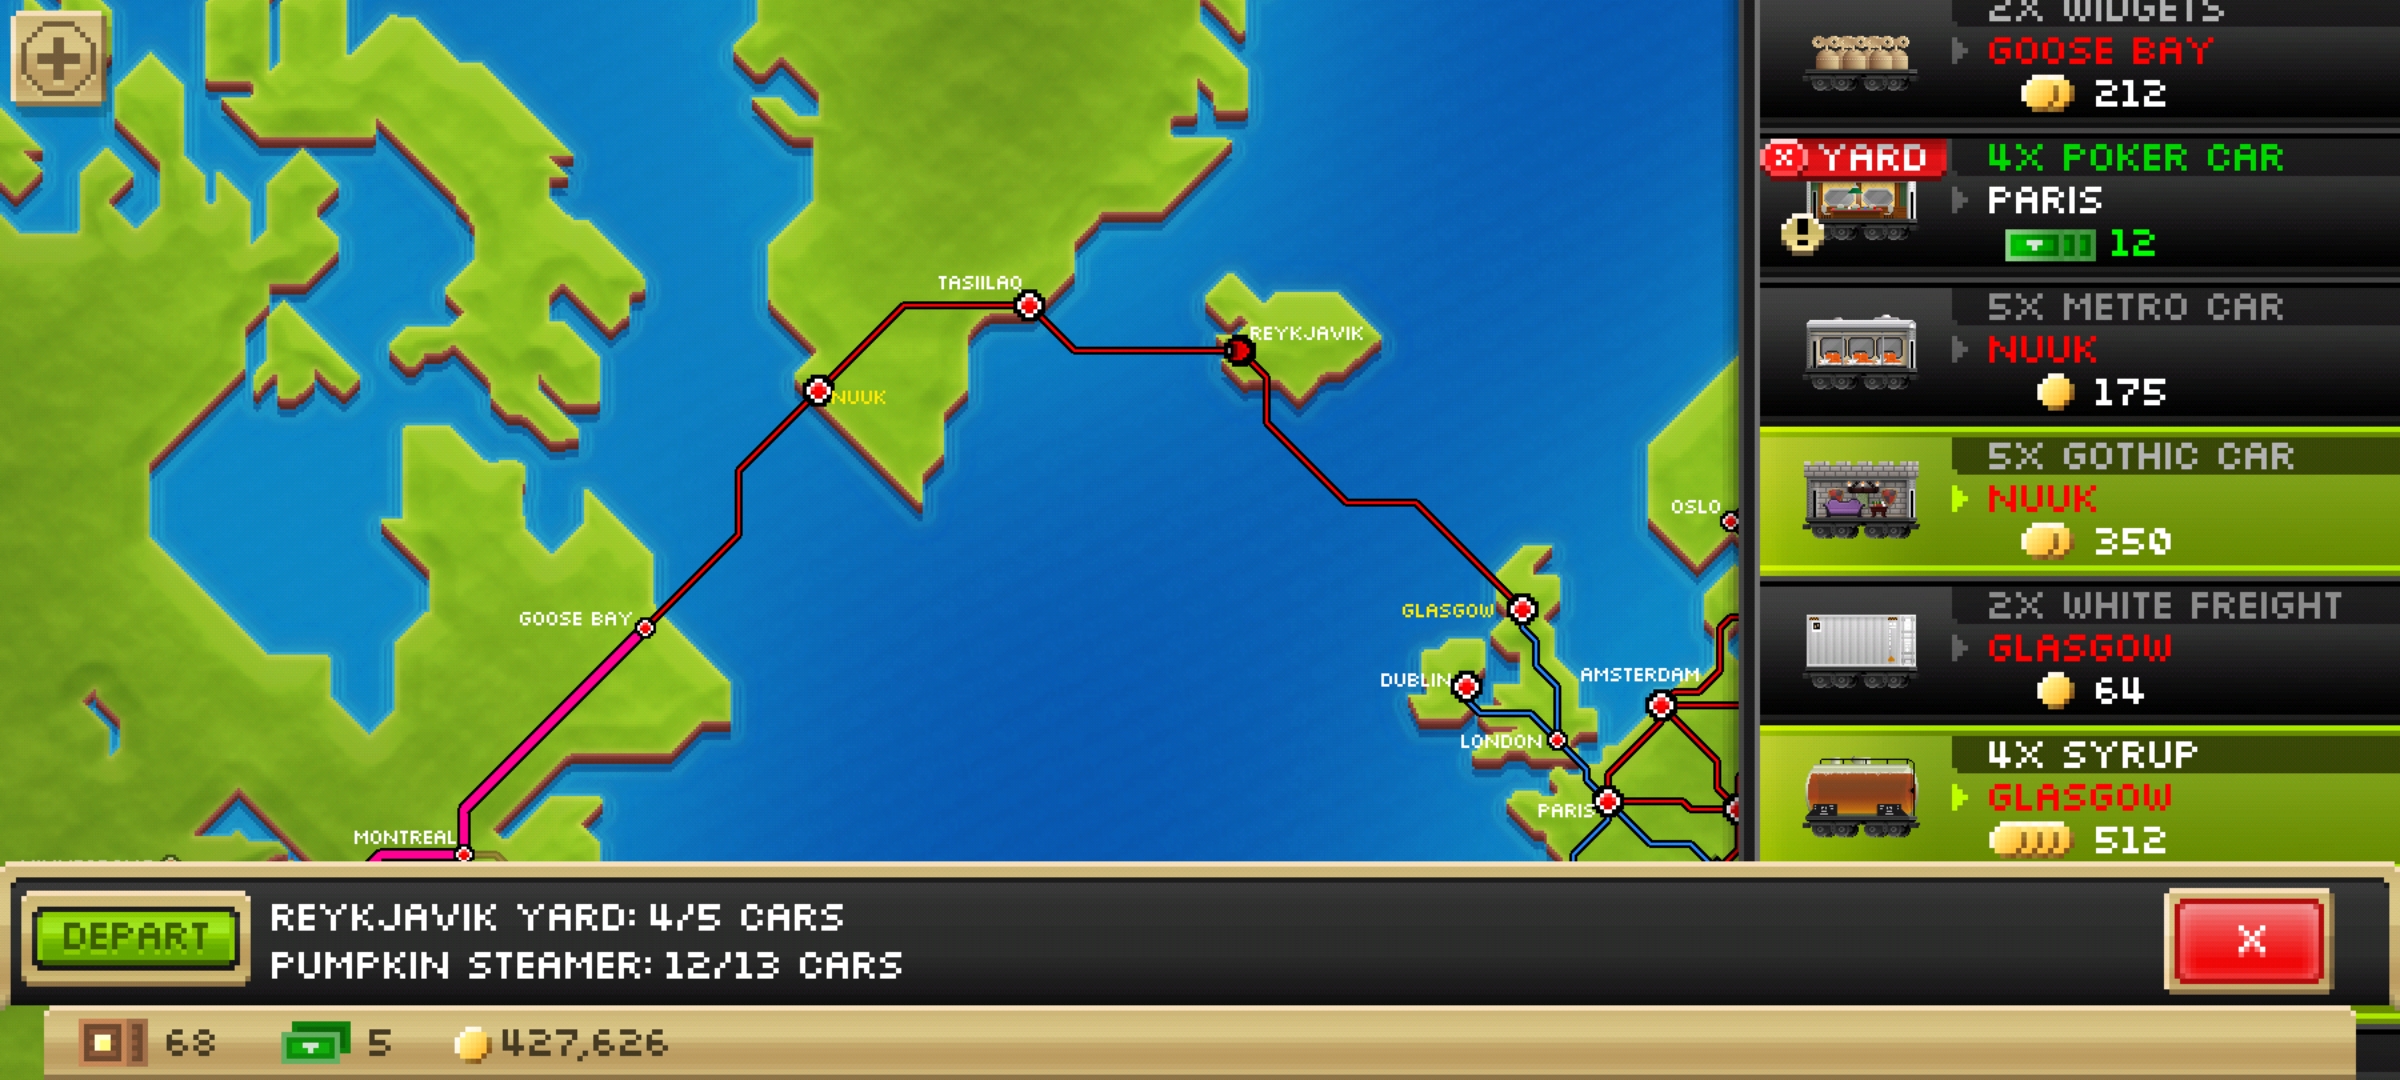 2X WIDGETS
GOOSE BAY
212
YARD
4X POKER CAR
PARIS
12
5X METRO CAR
NUUK
175
5X GOTHIC CAR
NUUK
350
2X WHITE FREIGHT
GLASGOW
64
4X SYRUP
GLASGOW
512
TASIILAQ
REYKJAVIK
NUUK
OSLO
GOOSE BAY
GLASGOW
AMSTERDAM
DUBLIN
LONDON
PARIS
MONTREAL
DEPART
REYKJAVIK YARD: 4/5 CARS
PUMPKIN STEAMER: 12/13 CARS
X
68
5
427,626